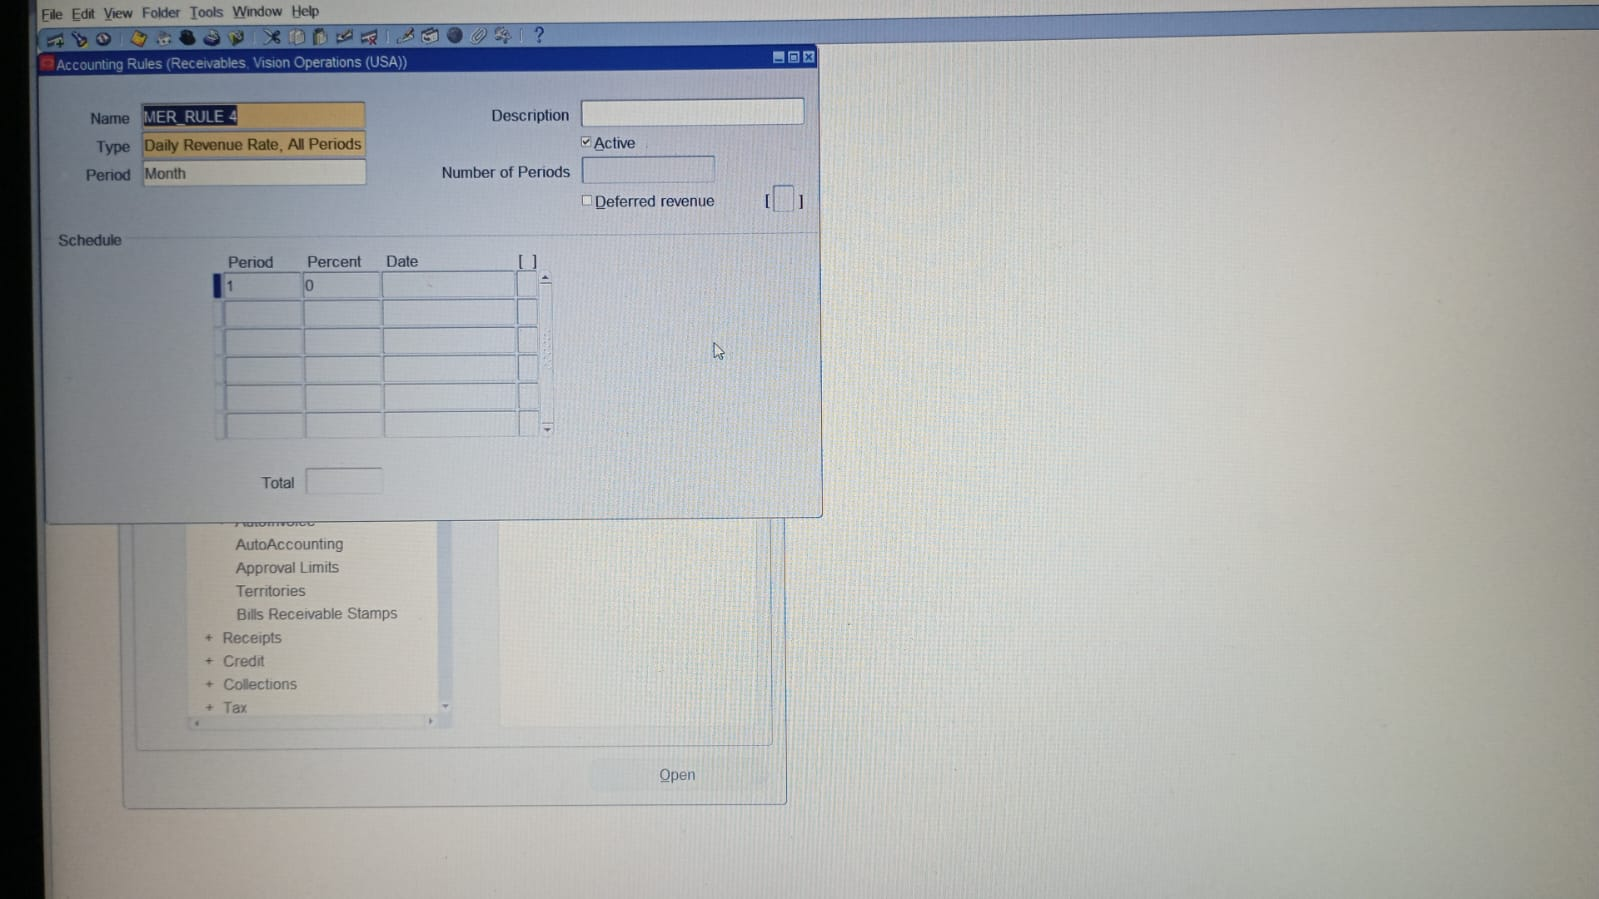 File Edit View Folder Tools Window Help
?
Accounting Rules (Receivables, Vision Operations (USA))
Name MER_RULE 4
Description
Type Daily Revenue Rate, All Periods
Active
Period Month
Number of Periods
Deferred revenue [ ]
Schedule
Period Percent Date [ ]
1 0
Total
AutoInvoice
AutoAccounting
Approval Limits
Territories
Bills Receivable Stamps
+ Receipts
+ Credit
+ Collections
+ Tax
Open